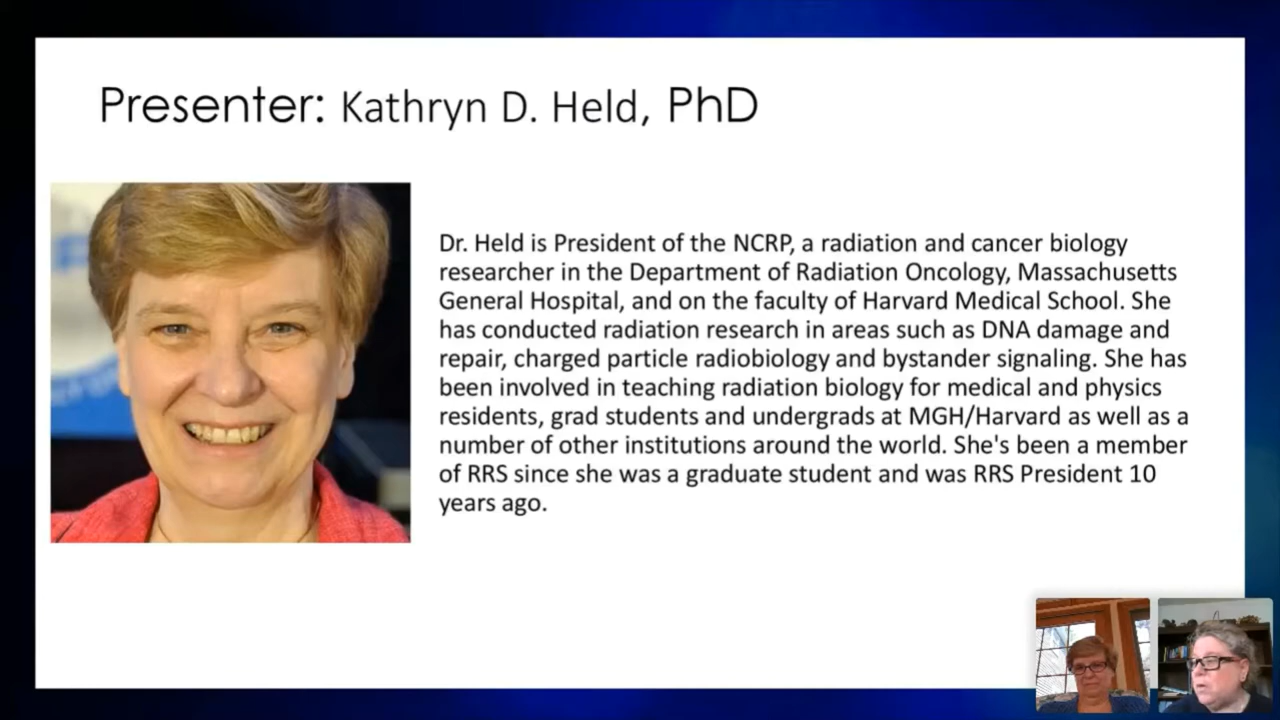 Presenter: Kathryn D. Held, PhD
Dr. Held is President of the NCRP, a radiation and cancer biology
researcher in the Department of Radiation Oncology, Massachusetts
General Hospital, and on the faculty of Harvard Medical School. She
has conducted radiation research in areas such as DNA damage and
repair, charged particle radiobiology and bystander signaling. She has
been involved in teaching radiation biology for medical and physics
residents, grad students and undergrads at MGH/Harvard as well as a
number of other institutions around the world. She's been a member
of RRS since she was a graduate student and was RRS President 10
years ago.